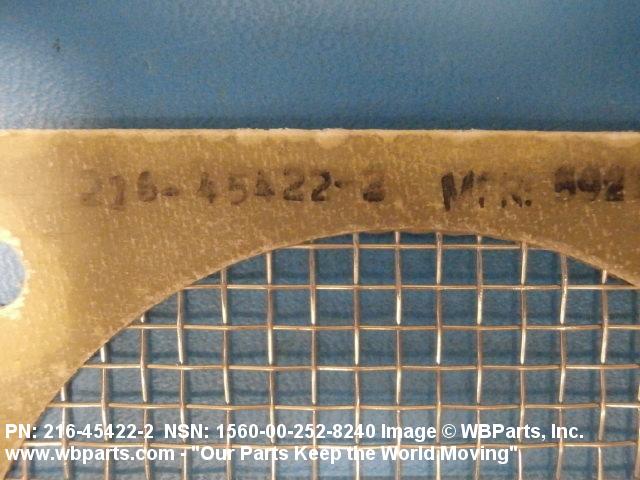 216-45422-2 MFR: 892
PN: 216-45422-2 NSN: 1560-00-252-8240 Image © WBParts, Inc.
www.wbparts.com - "Our Parts Keep the World Moving"